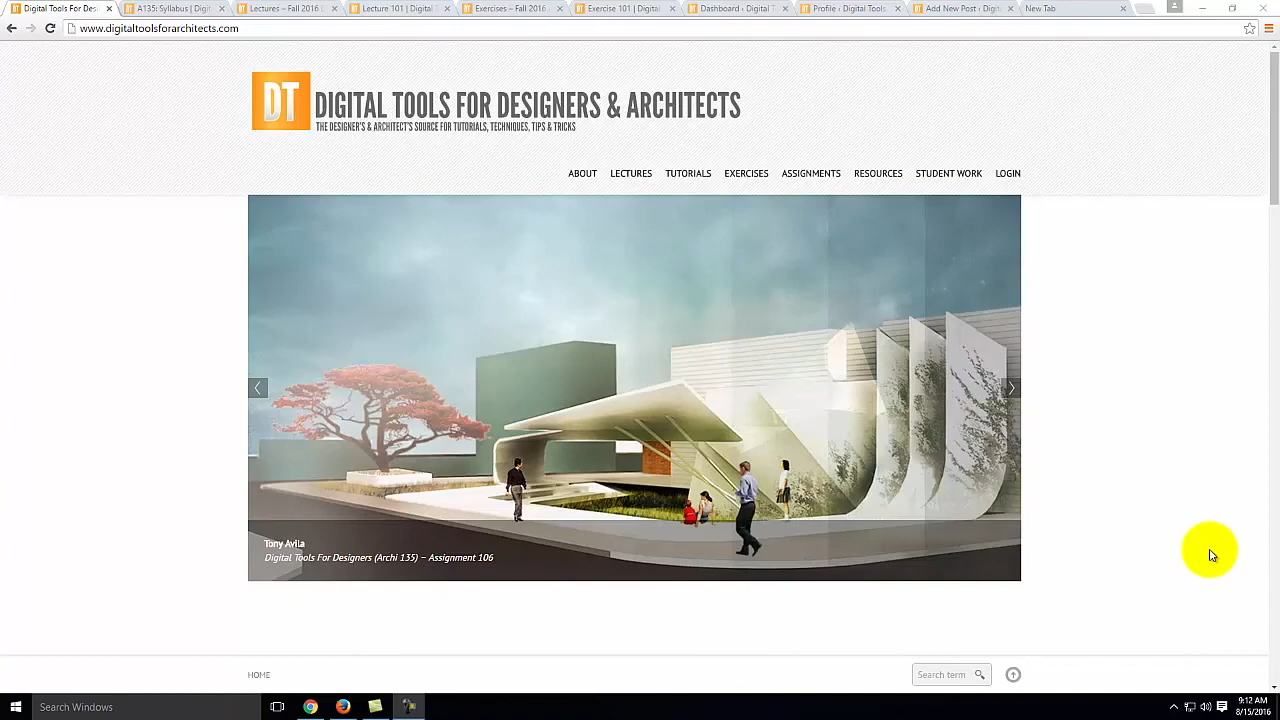 Digital Tools For Des
A135: Syllabus | Digit
Lectures – Fall 2016 |
Lecture 101 | Digital
Exercises – Fall 2016
Exercise 101 | Digital
Dashboard ‹ Digital T
Profile ‹ Digital Tools
Add New Post ‹ Digi
New Tab
www.digitaltoolsforarchitects.com
DT
DIGITAL TOOLS FOR DESIGNERS & ARCHITECTS
THE DESIGNER'S & ARCHITECT'S SOURCE FOR TUTORIALS, TECHNIQUES, TIPS & TRICKS
ABOUT LECTURES TUTORIALS EXERCISES ASSIGNMENTS RESOURCES STUDENT WORK LOGIN
Tony Avila
Digital Tools For Designers (Archi 135) – Assignment 106
HOME
Search term
Search Windows
9:12 AM
8/15/2016